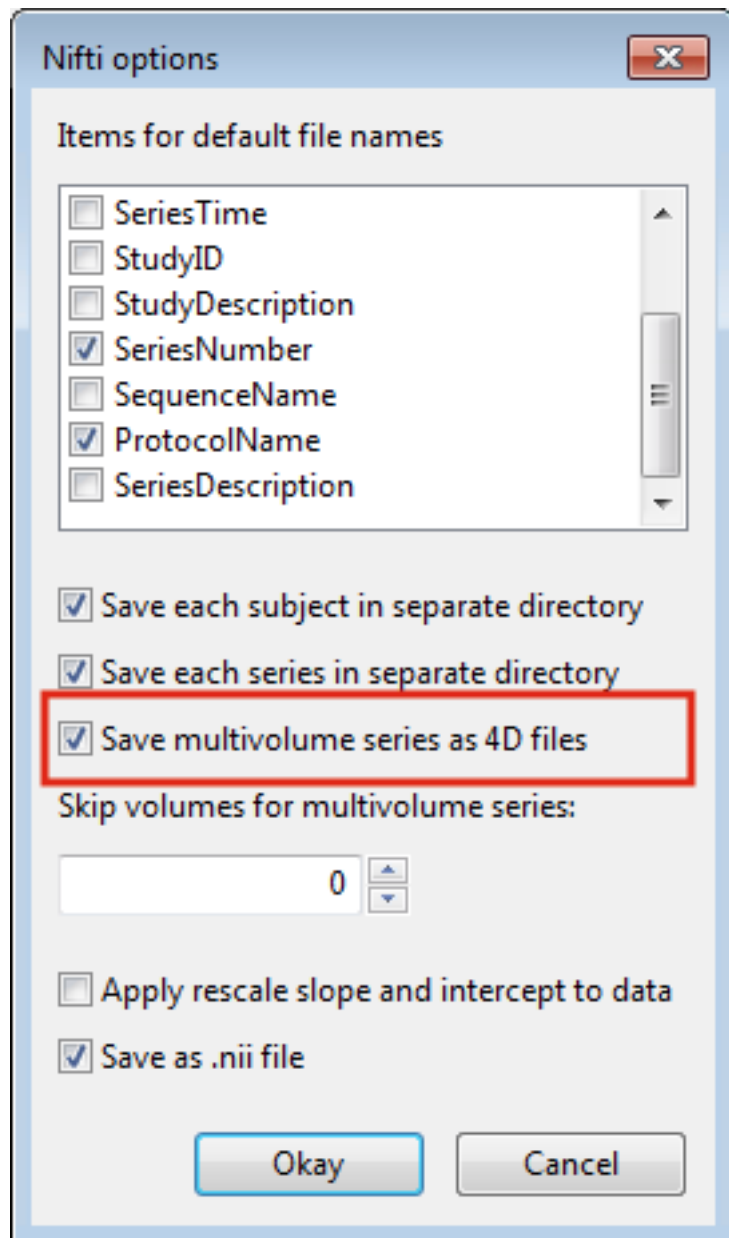 Nifti options
Items for default file names
SeriesTime
StudyID
StudyDescription
SeriesNumber
SequenceName
ProtocolName
SeriesDescription
Save each subject in separate directory
Save each series in separate directory
Save multivolume series as 4D files
Skip volumes for multivolume series:
0
Apply rescale slope and intercept to data
Save as .nii file
Okay Cancel